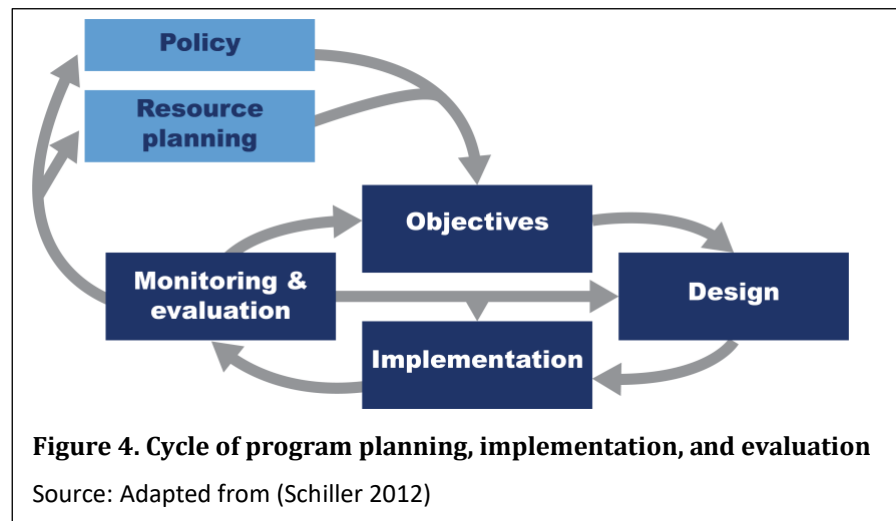 Policy
Resource
planning
Objectives
Monitoring &
evaluation
Design
Implementation
Figure 4. Cycle of program planning, implementation, and evaluation
Source: Adapted from (Schiller 2012)